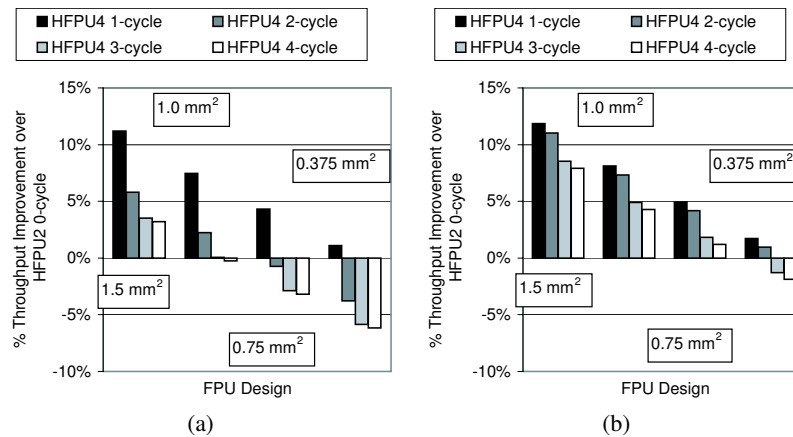 HFPU4 1-cycle HFPU4 2-cycle
HFPU4 3-cycle HFPU4 4-cycle
% Throughput Improvement over
HFPU2 0-cycle
15%
10%
5%
0%
-5%
-10%
1.0 mm²
0.375 mm²
1.5 mm²
0.75 mm²
FPU Design
(a)
HFPU4 1-cycle HFPU4 2-cycle
HFPU4 3-cycle HFPU4 4-cycle
% Throughput Improvement over
HFPU2 0-cycle
15%
10%
5%
0%
-5%
-10%
1.0 mm²
0.375 mm²
1.5 mm²
0.75 mm²
FPU Design
(b)